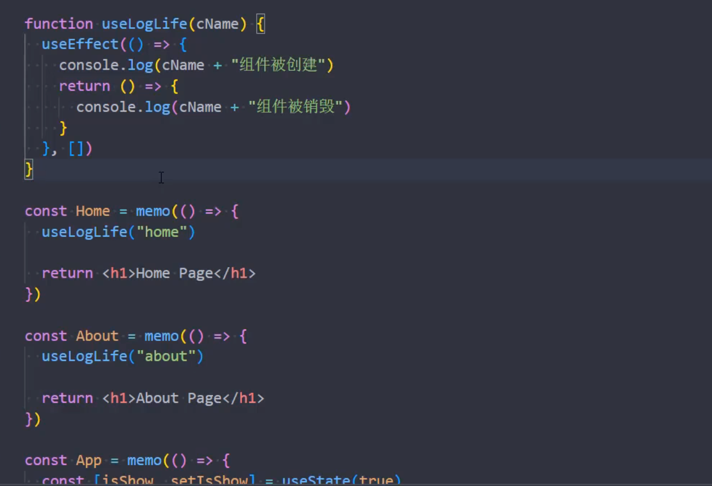 function useLogLife(cName) {
  useEffect(() => {
    console.log(cName + "组件被创建")
    return () => {
      console.log(cName + "组件被销毁")
    }
  }, [])
}
const Home = memo(() => {
  useLogLife("home")
  return <h1>Home Page</h1>
})
const About = memo(() => {
  useLogLife("about")
  return <h1>About Page</h1>
})
const App = memo(() => {
  const [isShow, setIsShow] = useState(true)